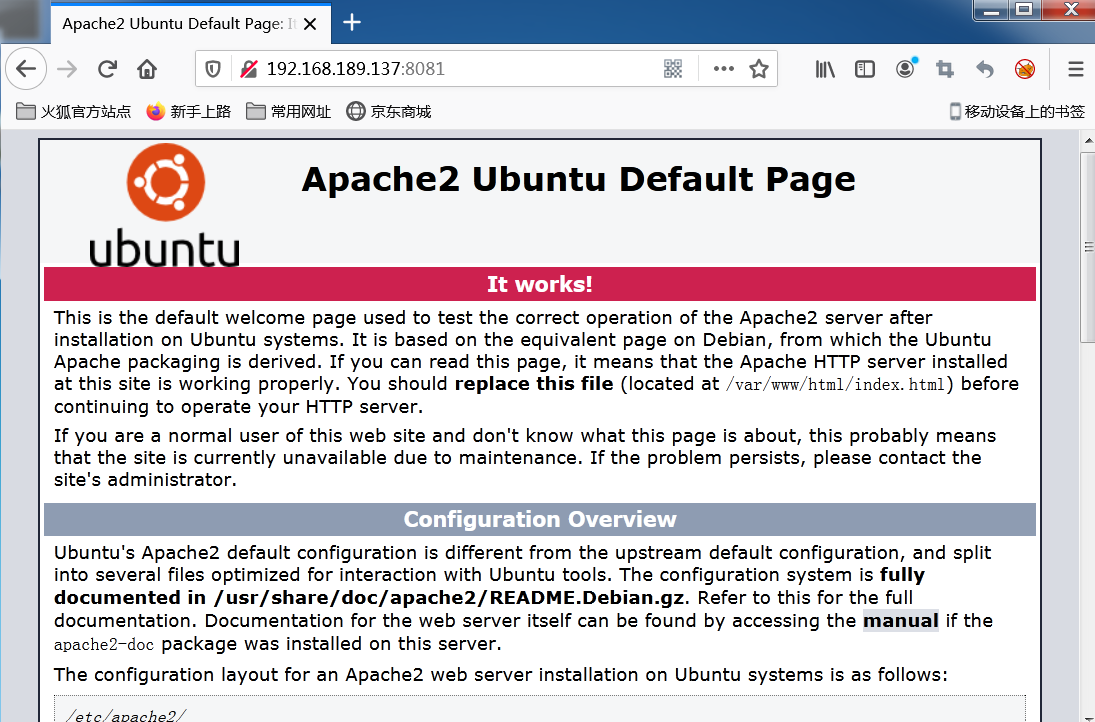 Apache2 Ubuntu Default Page: It
192.168.189.137:8081
火狐官方站点 新手上路 常用网址 京东商城 移动设备上的书签
ubuntu
Apache2 Ubuntu Default Page
It works!
This is the default welcome page used to test the correct operation of the Apache2 server after
installation on Ubuntu systems. It is based on the equivalent page on Debian, from which the Ubuntu
Apache packaging is derived. If you can read this page, it means that the Apache HTTP server installed
at this site is working properly. You should replace this file (located at /var/www/html/index.html) before
continuing to operate your HTTP server.
If you are a normal user of this web site and don't know what this page is about, this probably means
that the site is currently unavailable due to maintenance. If the problem persists, please contact the
site's administrator.
Configuration Overview
Ubuntu's Apache2 default configuration is different from the upstream default configuration, and split
into several files optimized for interaction with Ubuntu tools. The configuration system is fully
documented in /usr/share/doc/apache2/README.Debian.gz. Refer to this for the full
documentation. Documentation for the web server itself can be found by accessing the manual if the
apache2-doc package was installed on this server.
The configuration layout for an Apache2 web server installation on Ubuntu systems is as follows:
/etc/apache2/